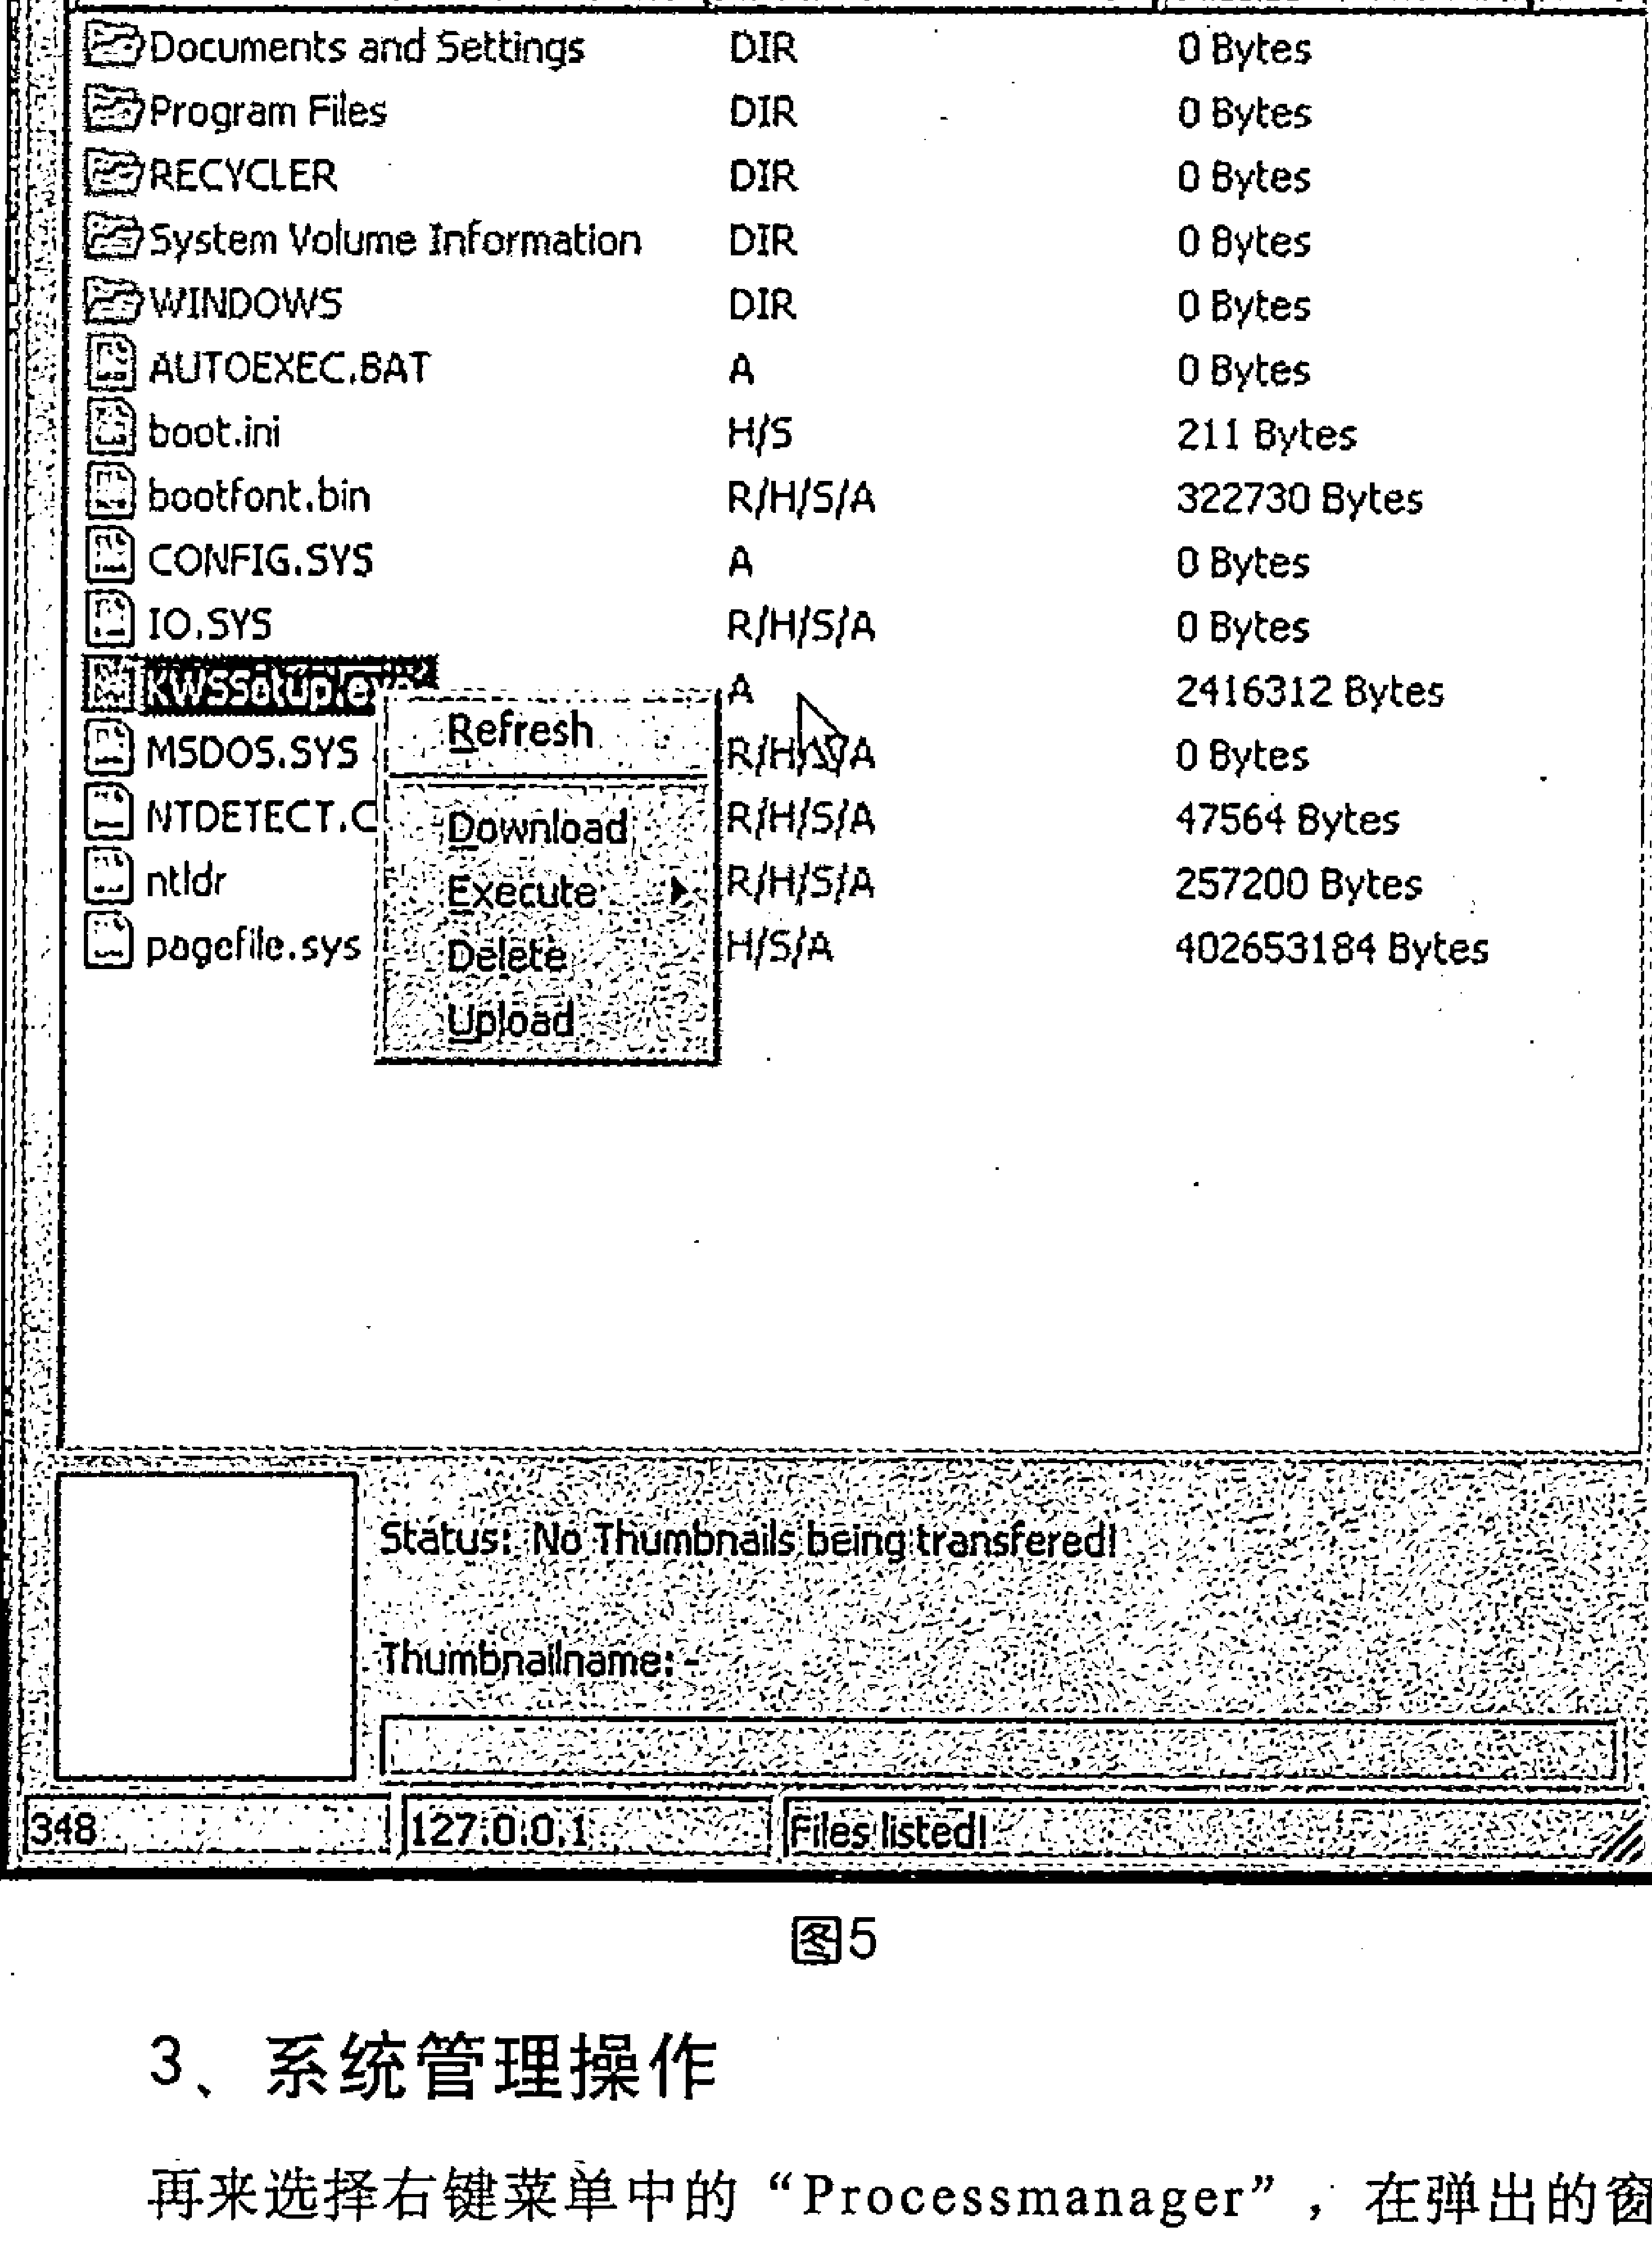 Documents and Settings DIR 0 Bytes
Program Files DIR 0 Bytes
RECYCLER DIR 0 Bytes
System Volume Information DIR 0 Bytes
WINDOWS DIR 0 Bytes
AUTOEXEC.BAT A 0 Bytes
boot.ini H/S 211 Bytes
bootfont.bin R/H/S/A 322730 Bytes
CONFIG.SYS A 0 Bytes
IO.SYS R/H/S/A 0 Bytes
KWSSetup.exe A 2416312 Bytes
Refresh
MSDOS.SYS R/H/S/A 0 Bytes
NTDETECT.C R/H/S/A 47564 Bytes
Download
ntldr R/H/S/A 257200 Bytes
Execute
pagefile.sys H/S/A 402653184 Bytes
Delete
Upload
Status: No Thumbnails being transfered!
Thumbnailname: -
348 127.0.0.1 Files listed!
图5
3、系统管理操作
再来选择右键菜单中的“Processmanager”，在弹出的窗